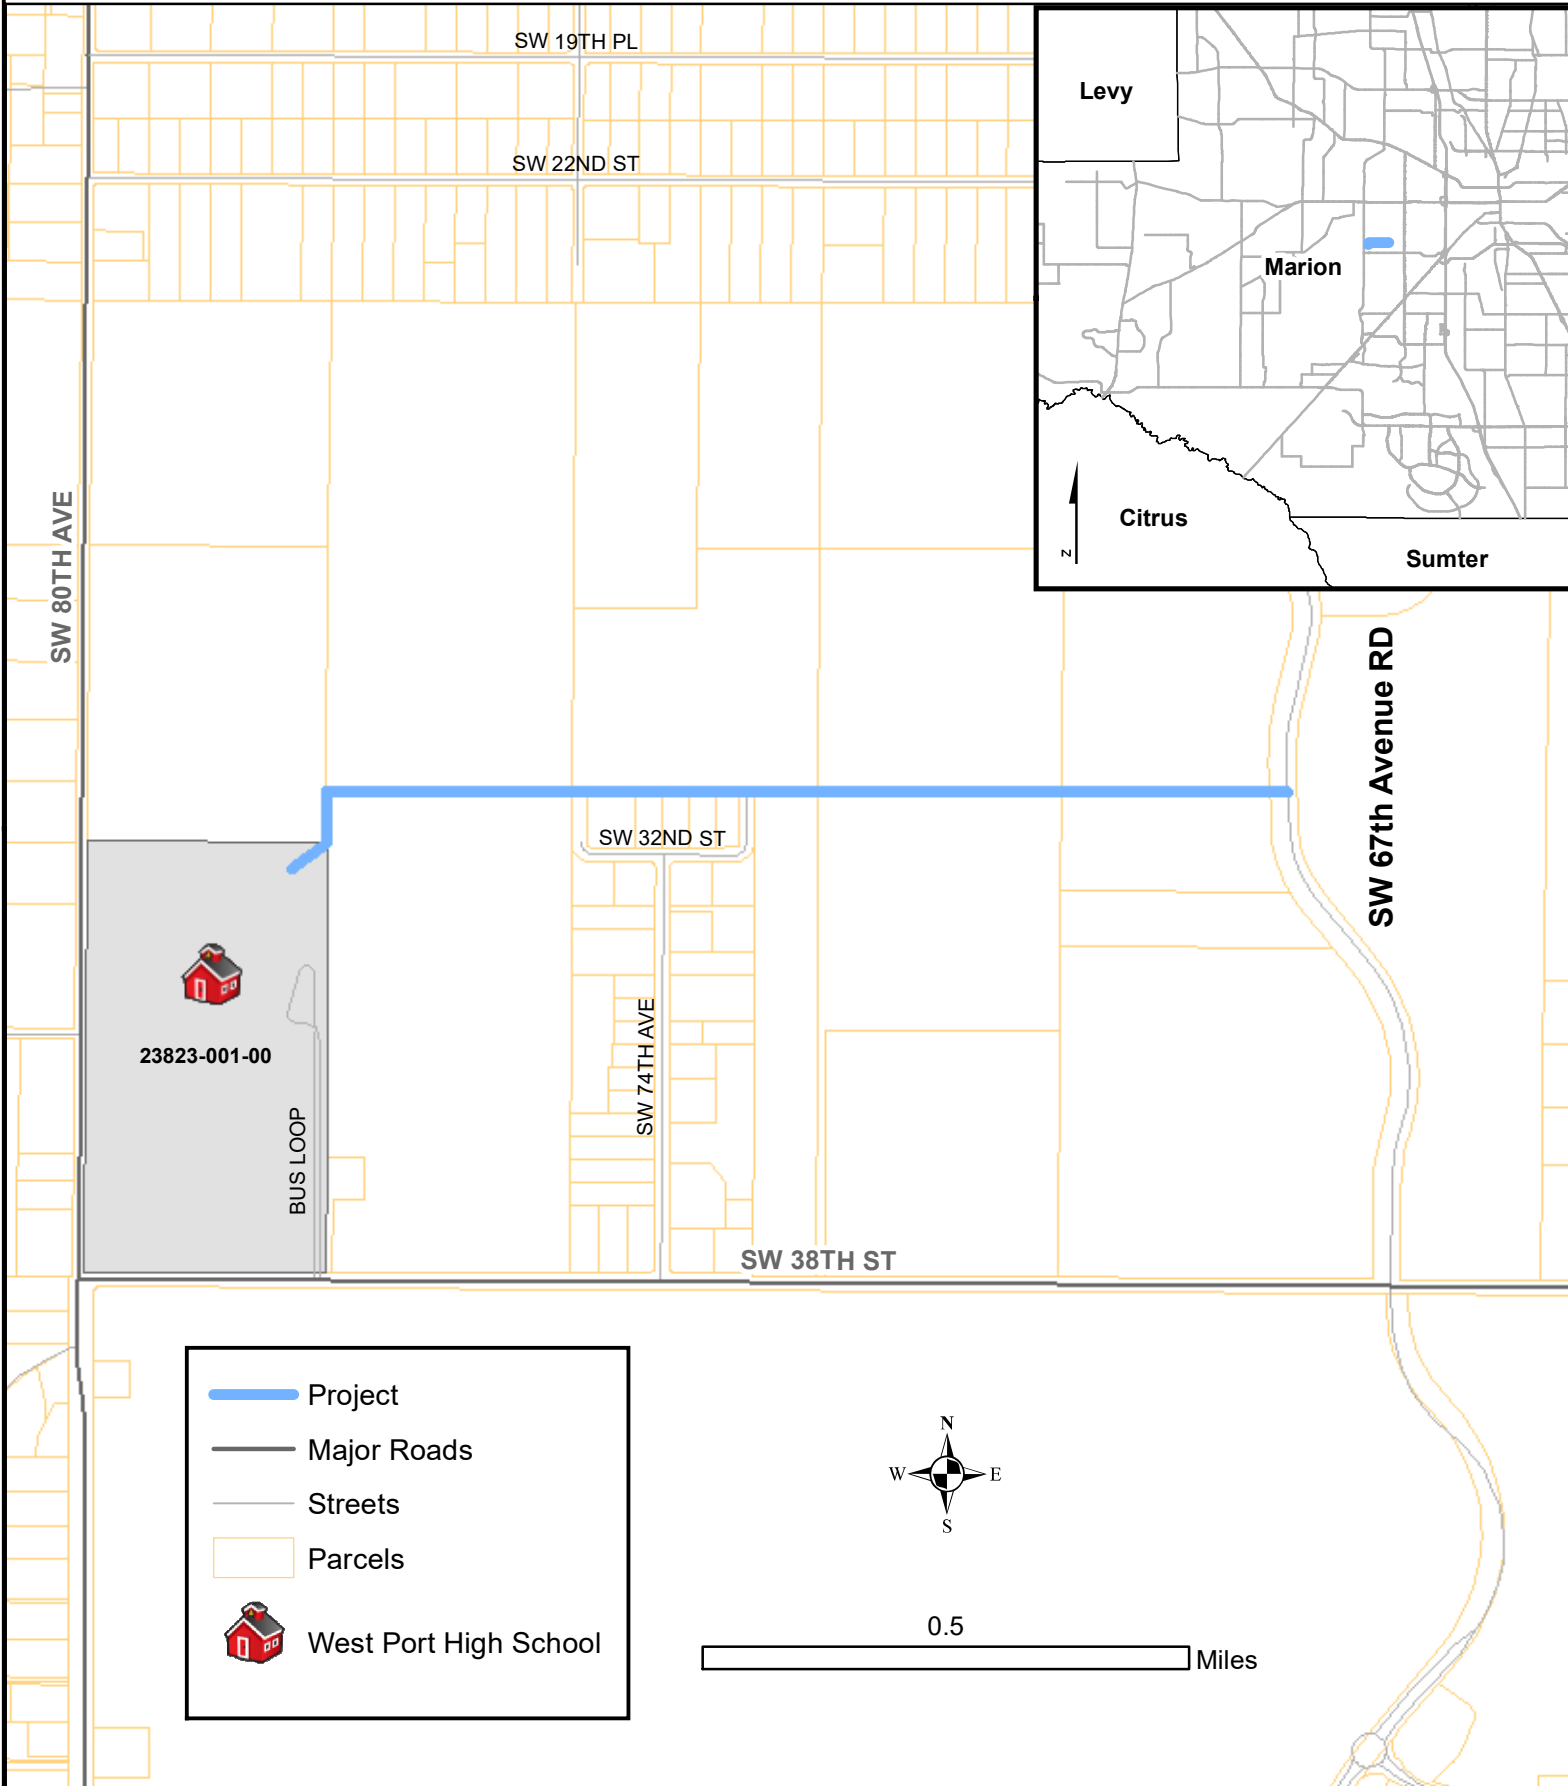 SW 19TH PL
SW 22ND ST
Levy
Marion
Citrus
Sumter
N
SW 80TH AVE
SW 67th Avenue RD
SW 32ND ST
23823-001-00
SW 74TH AVE
BUS LOOP
SW 38TH ST
Project
Major Roads
Streets
Parcels
West Port High School
N
W E
S
0.5
Miles